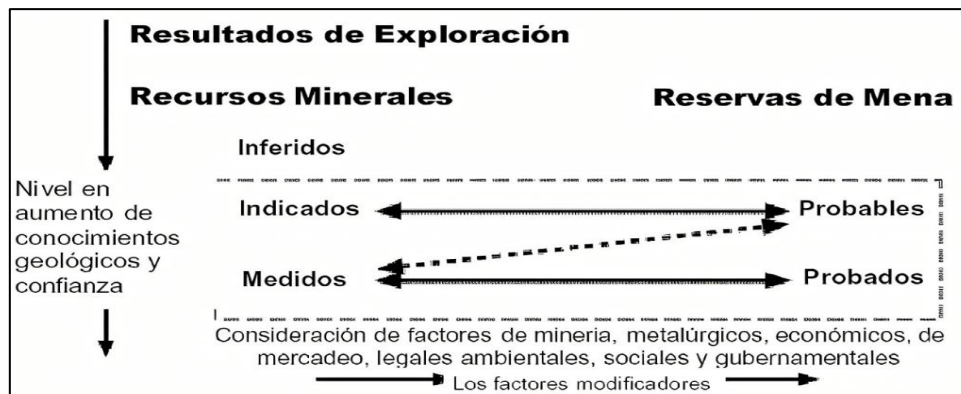 Resultados de Exploración
Recursos Minerales
Reservas de Mena
Inferidos
Nivel en
aumento de
conocimientos
geológicos y
confianza
Indicados
Probables
Medidos
Probados
Consideración de factores de mineria, metalúrgicos, económicos, de
mercadeo, legales ambientales, sociales y gubernamentales
Los factores modificadores